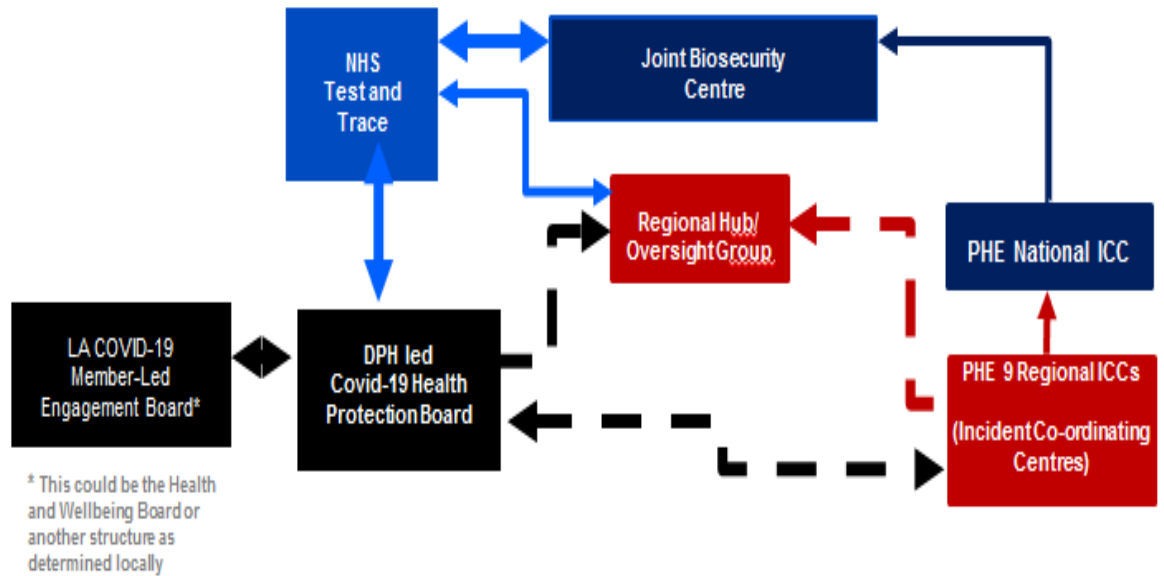 NHS
Test and
Trace
Joint Biosecurity
Centre
Regional Hub/
Oversight Group
PHE National ICC
LA COVID-19
Member-Led
Engagement Board*
DPH led
Covid-19 Health
Protection Board
PHE 9 Regional ICCs
(Incident Co-ordinating
Centres)
* This could be the Health
and Wellbeing Board or
another structure as
determined locally